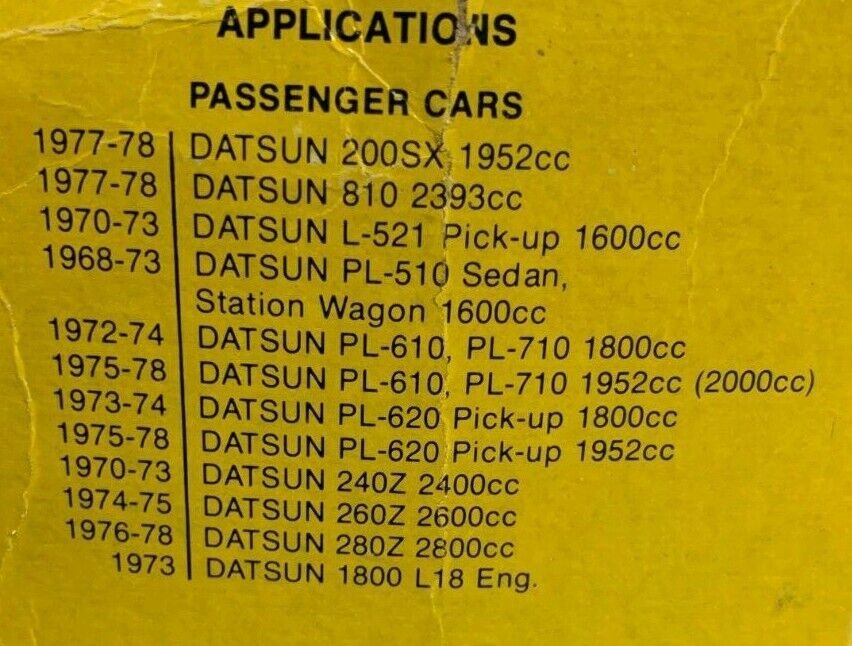 APPLICATIONS
PASSENGER CARS
1977-78 DATSUN 200SX 1952cc
1977-78 DATSUN 810 2393cc
1970-73 DATSUN L-521 Pick-up 1600cc
1968-73 DATSUN PL-510 Sedan,
Station Wagon 1600cc
1972-74 DATSUN PL-610, PL-710 1800cc
1975-78 DATSUN PL-610, PL-710 1952cc (2000cc)
1973-74 DATSUN PL-620 Pick-up 1800cc
1975-78 DATSUN PL-620 Pick-up 1952cc
1970-73 DATSUN 240Z 2400cc
1974-75 DATSUN 260Z 2600cc
1976-78 DATSUN 280Z 2800cc
1973 DATSUN 1800 L18 Eng.